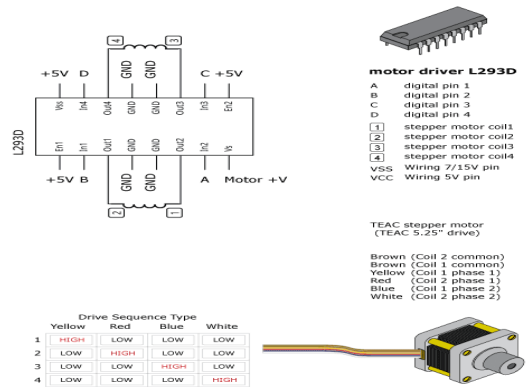 4 3
+5V D GND GND C +5V
Vss In4 Out4 GND GND Out3 In3 En2
L293D
En1 In1 Out1 GND GND Out2 In2 Vs
+5V B GND GND A Motor +V
2 1
motor driver L293D
A digital pin 1
B digital pin 2
C digital pin 3
D digital pin 4
1 stepper motor coil1
2 stepper motor coil2
3 stepper motor coil3
4 stepper motor coil4
VSS Wiring 7/15V pin
VCC Wiring 5V pin
TEAC stepper motor
(TEAC 5.25" drive)
Brown (Coil 2 common)
Brown (Coil 1 common)
Yellow (Coil 1 phase 1)
Red (Coil 2 phase 1)
Blue (Coil 1 phase 2)
White (Coil 2 phase 2)
Drive Sequence Type
Yellow Red Blue White
1 HIGH LOW LOW LOW
2 LOW HIGH LOW LOW
3 LOW LOW HIGH LOW
4 LOW LOW LOW HIGH